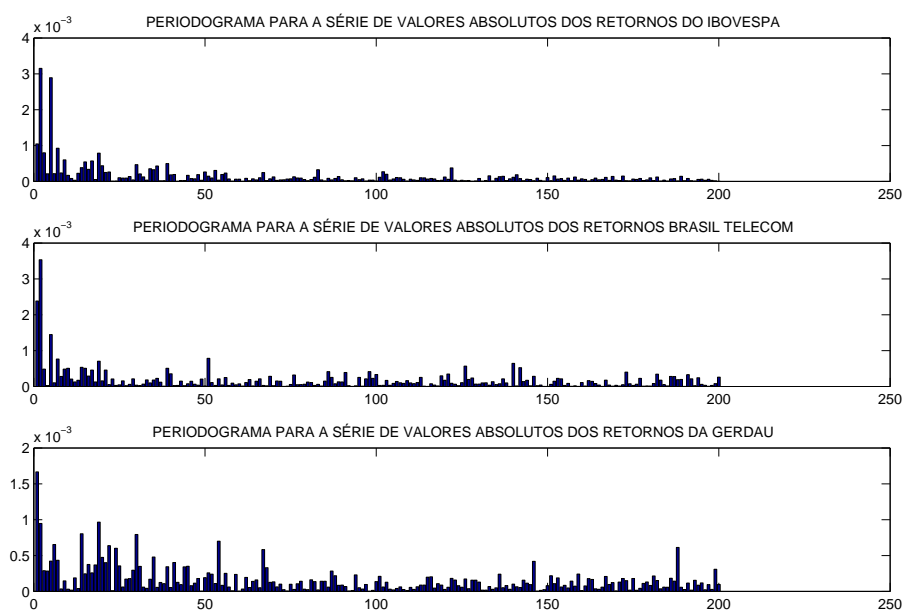 x 10⁻³
PERIODOGRAMA PARA A SÉRIE DE VALORES ABSOLUTOS DOS RETORNOS DO IBOVESPA
4
3
2
1
0
0 50 100 150 200 250
x 10⁻³
PERIODOGRAMA PARA A SÉRIE DE VALORES ABSOLUTOS DOS RETORNOS BRASIL TELECOM
4
3
2
1
0
0 50 100 150 200 250
x 10⁻³
PERIODOGRAMA PARA A SÉRIE DE VALORES ABSOLUTOS DOS RETORNOS DA GERDAU
2
1.5
1
0.5
0
0 50 100 150 200 250